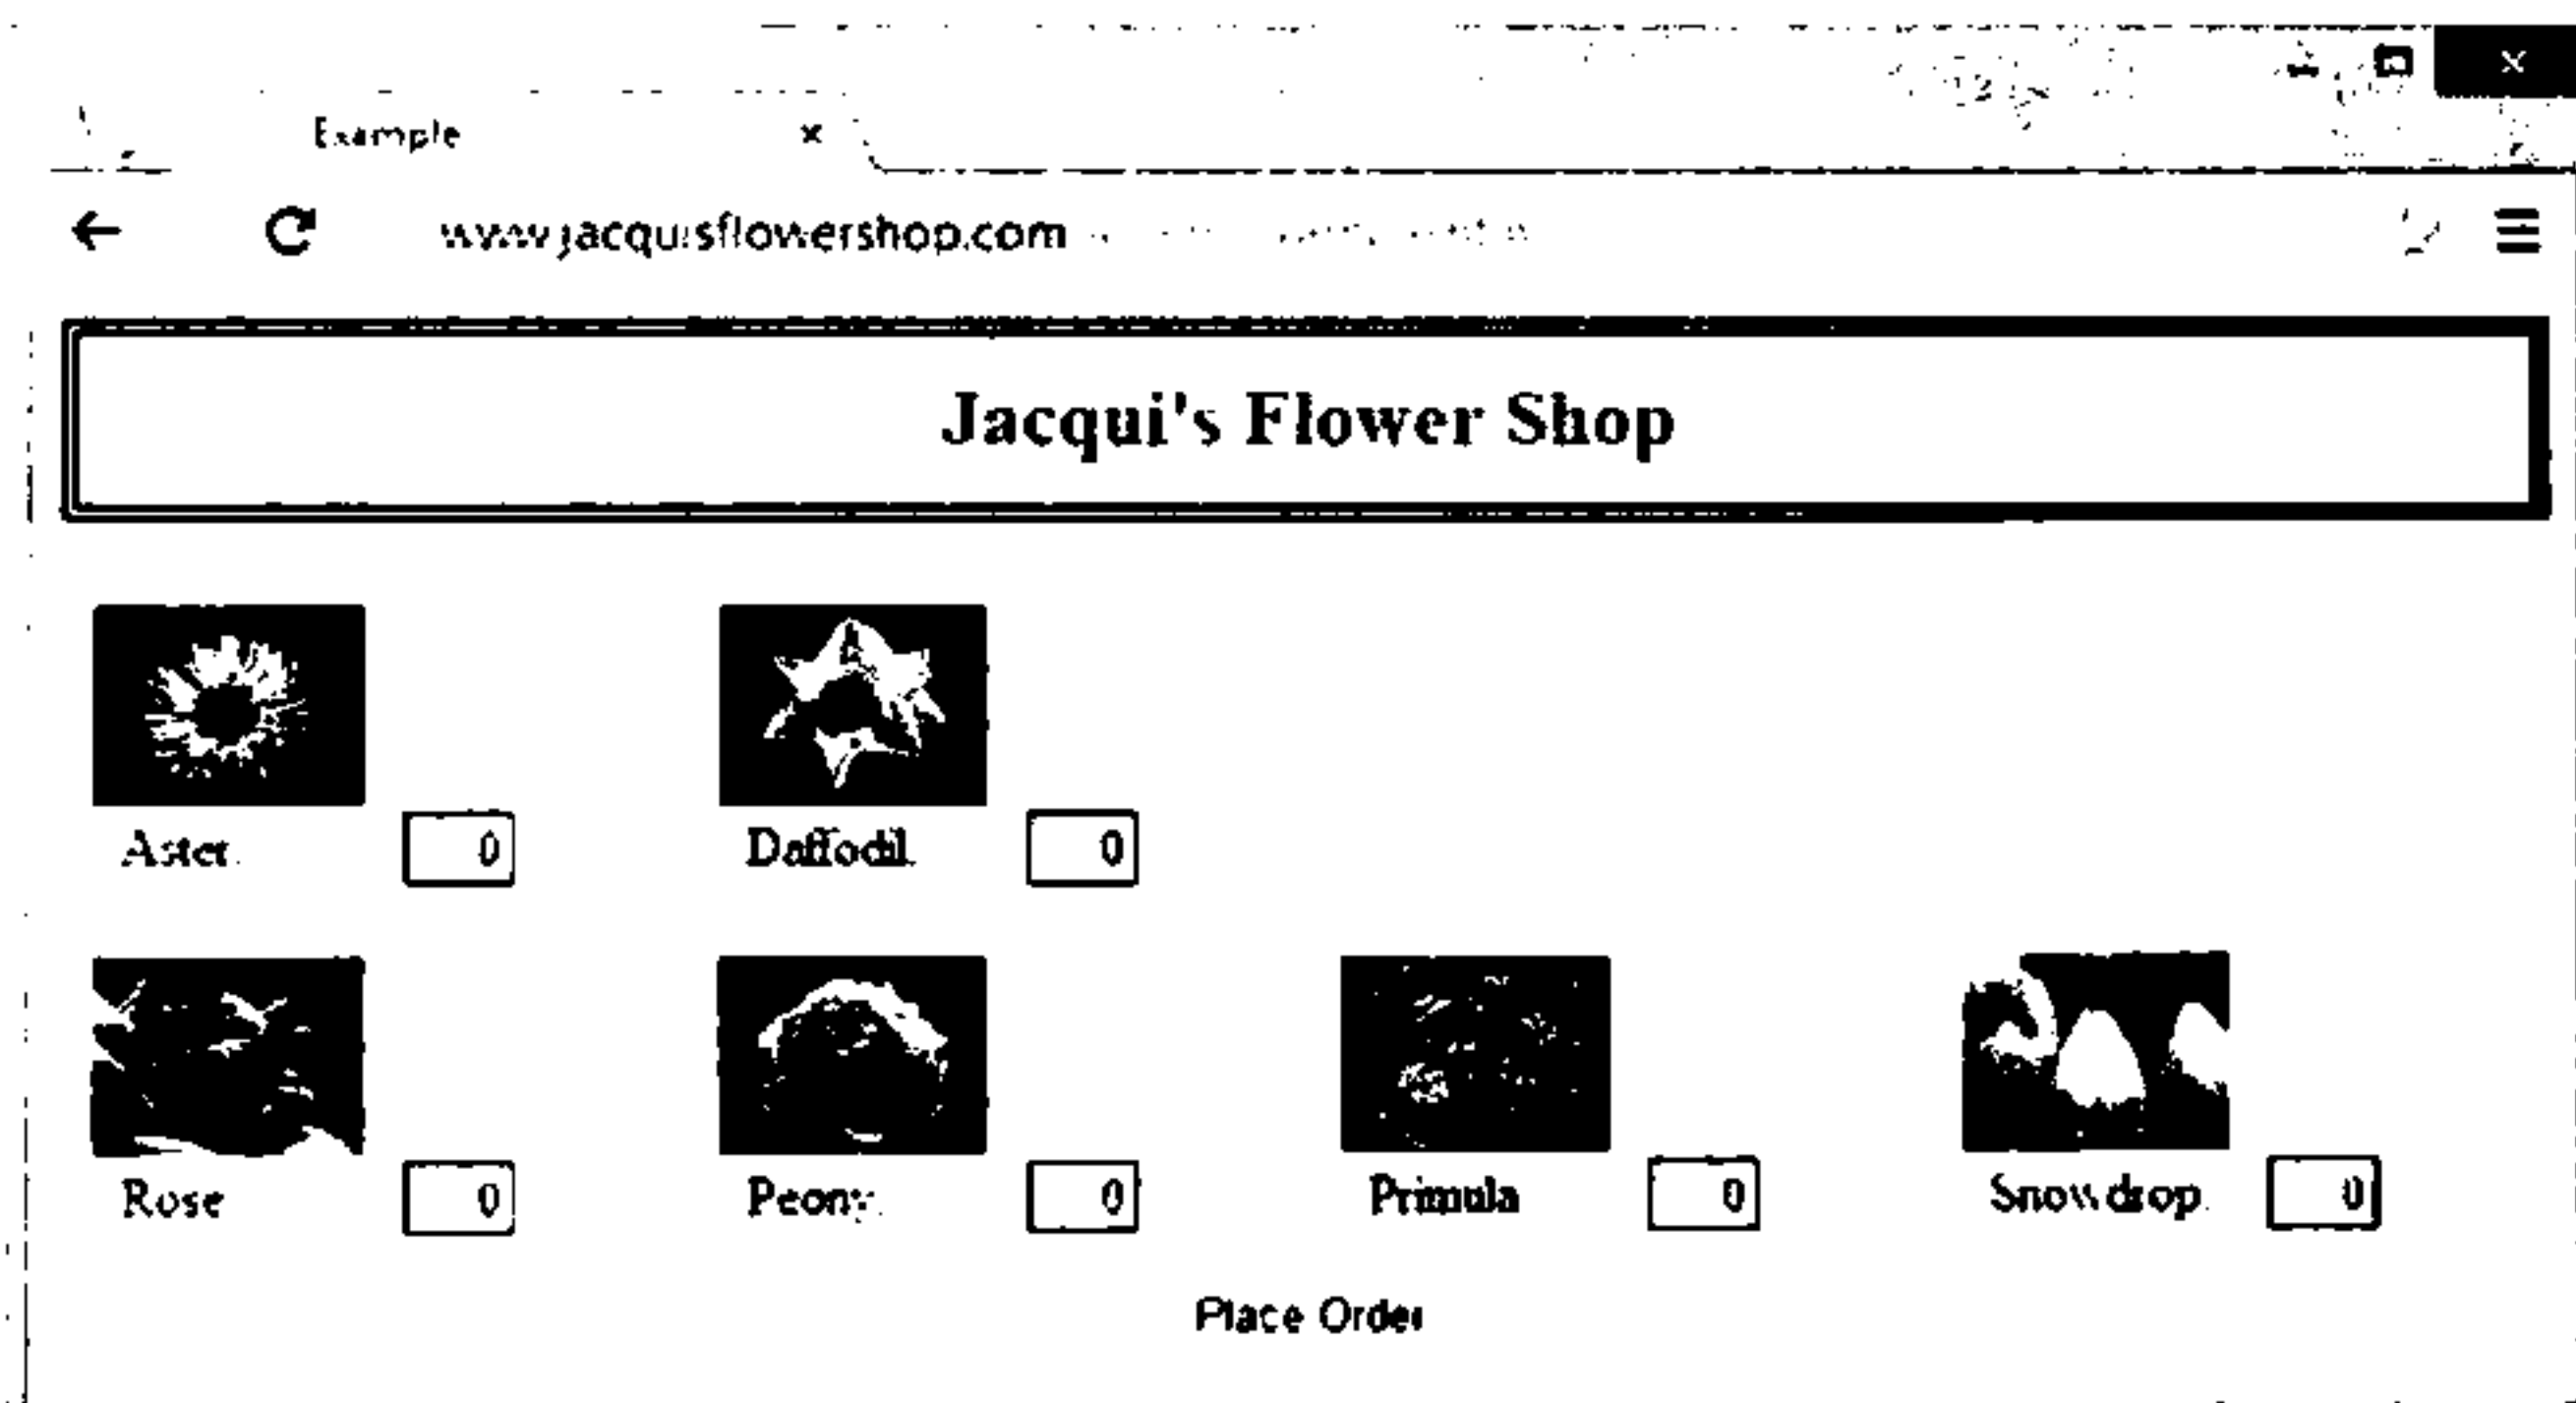 Example
www.jacquisflowershop.com
Jacqui's Flower Shop
Aster 0 Daffodil 0
Rose 0 Peony 0 Primula 0 Snowdrop 0
Place Order